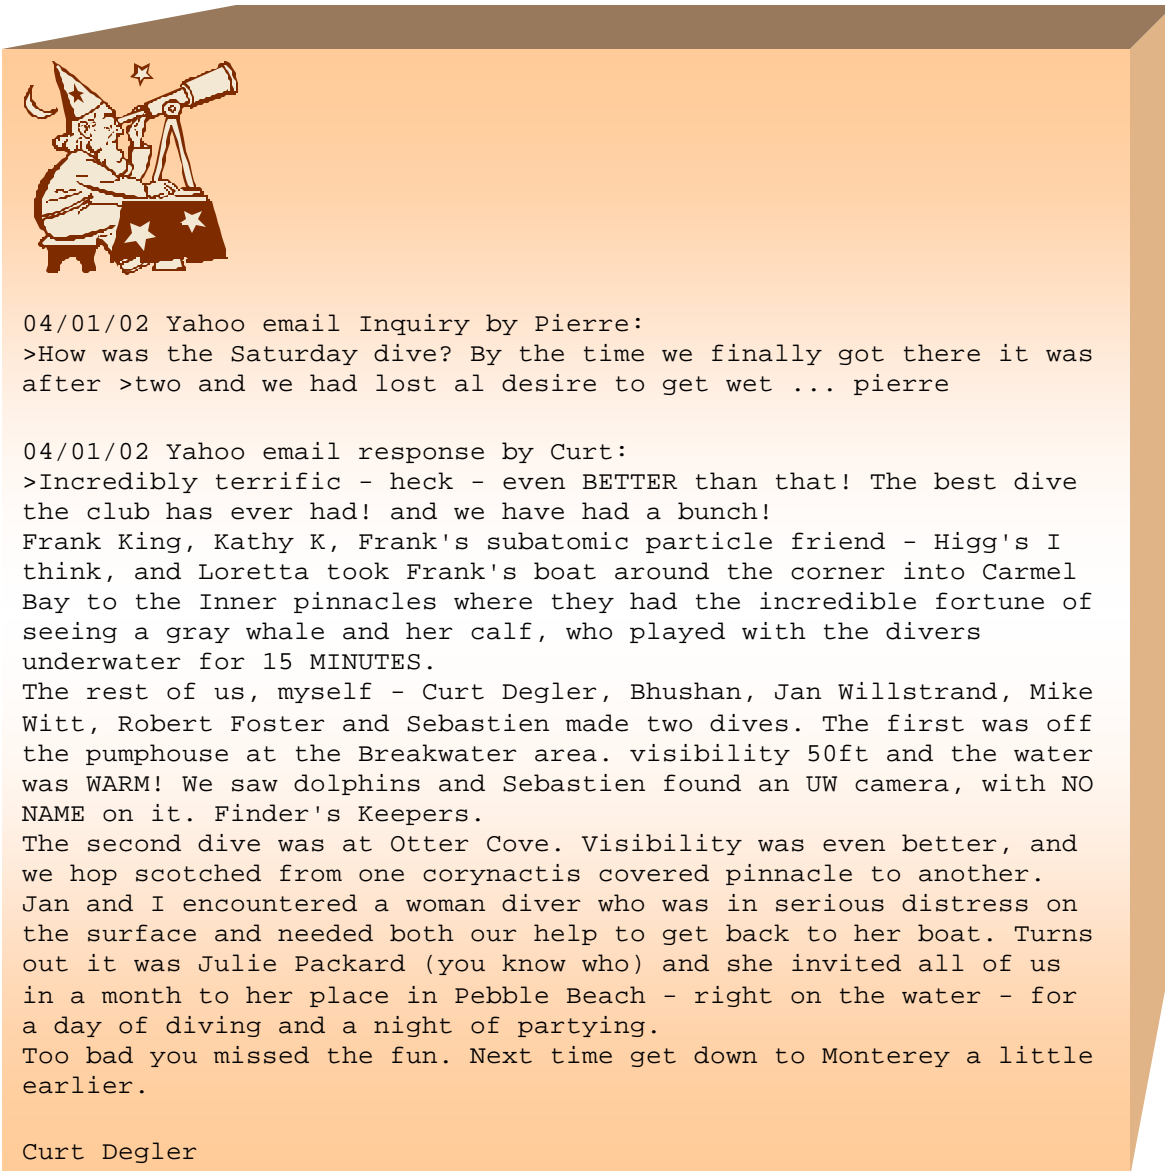 04/01/02 Yahoo email Inquiry by Pierre:
>How was the Saturday dive? By the time we finally got there it was
after >two and we had lost al desire to get wet ... pierre
04/01/02 Yahoo email response by Curt:
>Incredibly terrific - heck - even BETTER than that! The best dive
the club has ever had! and we have had a bunch!
Frank King, Kathy K, Frank's subatomic particle friend - Higg's I
think, and Loretta took Frank's boat around the corner into Carmel
Bay to the Inner pinnacles where they had the incredible fortune of
seeing a gray whale and her calf, who played with the divers
underwater for 15 MINUTES.
The rest of us, myself - Curt Degler, Bhushan, Jan Willstrand, Mike
Witt, Robert Foster and Sebastien made two dives. The first was off
the pumphouse at the Breakwater area. visibility 50ft and the water
was WARM! We saw dolphins and Sebastien found an UW camera, with NO
NAME on it. Finder's Keepers.
The second dive was at Otter Cove. Visibility was even better, and
we hop scotched from one corynactis covered pinnacle to another.
Jan and I encountered a woman diver who was in serious distress on
the surface and needed both our help to get back to her boat. Turns
out it was Julie Packard (you know who) and she invited all of us
in a month to her place in Pebble Beach - right on the water - for
a day of diving and a night of partying.
Too bad you missed the fun. Next time get down to Monterey a little
earlier.
Curt Degler